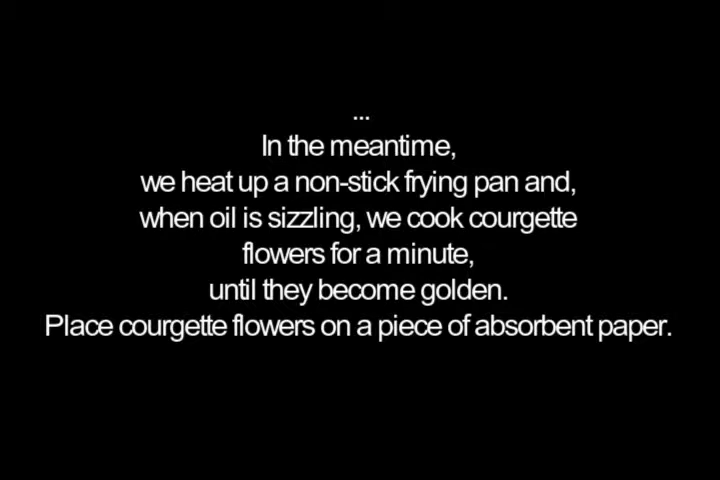 ...
In the meantime,
we heat up a non-stick frying pan and,
when oil is sizzling, we cook courgette
flowers for a minute,
until they become golden.
Place courgette flowers on a piece of absorbent paper.